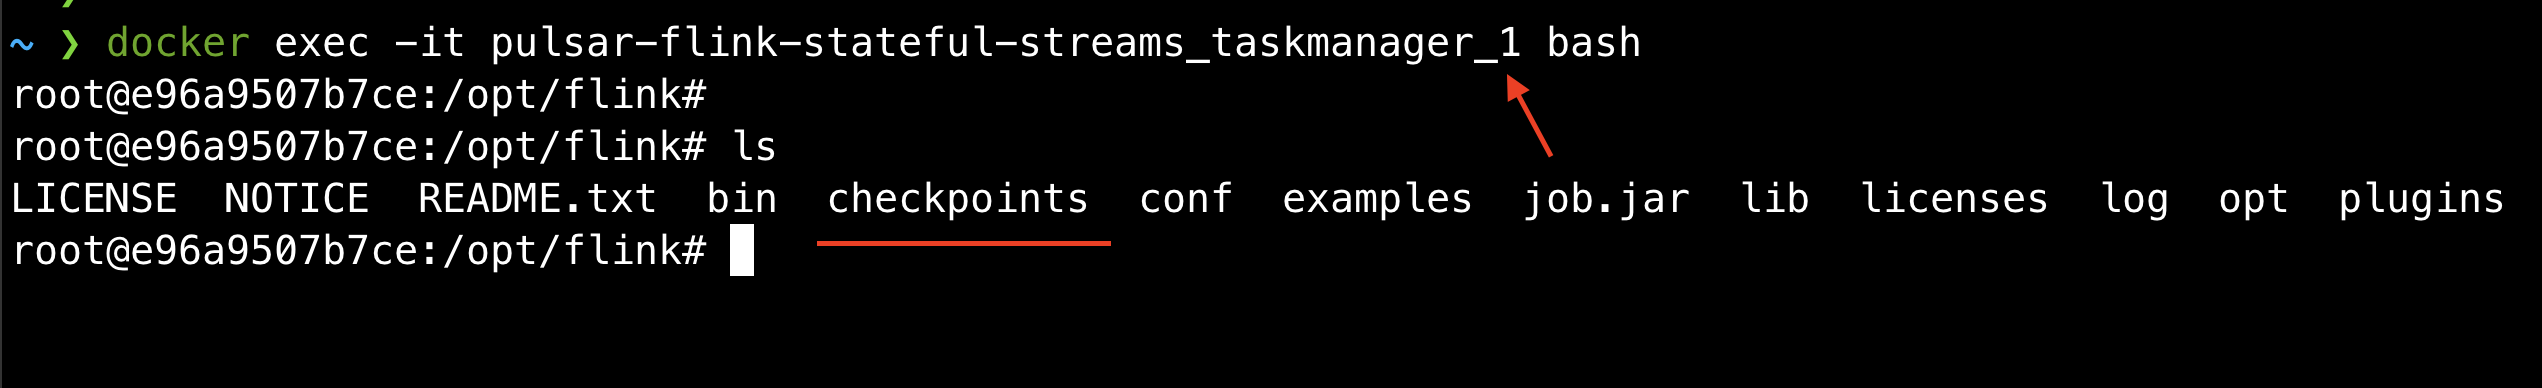 ~ ❯ docker exec -it pulsar-flink-stateful-streams_taskmanager_1 bash
root@e96a9507b7ce:/opt/flink#
root@e96a9507b7ce:/opt/flink# ls
LICENSE  NOTICE  README.txt  bin  checkpoints  conf  examples  job.jar  lib  licenses  log  opt  plugins
root@e96a9507b7ce:/opt/flink#